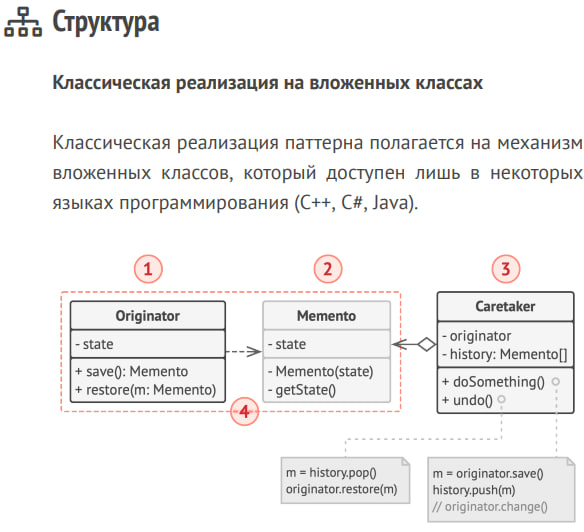 Структура
Классическая реализация на вложенных классах
Классическая реализация паттерна полагается на механизм
вложенных классов, который доступен лишь в некоторых
языках программирования (C++, C#, Java).
1
2
3
Originator
- state
+ save(): Memento
+ restore(m: Memento)
Memento
- state
- Memento(state)
- getState()
Caretaker
- originator
- history: Memento[]
+ doSomething()
+ undo()
4
m = history.pop()
originator.restore(m)
m = originator.save()
history.push(m)
// originator.change()